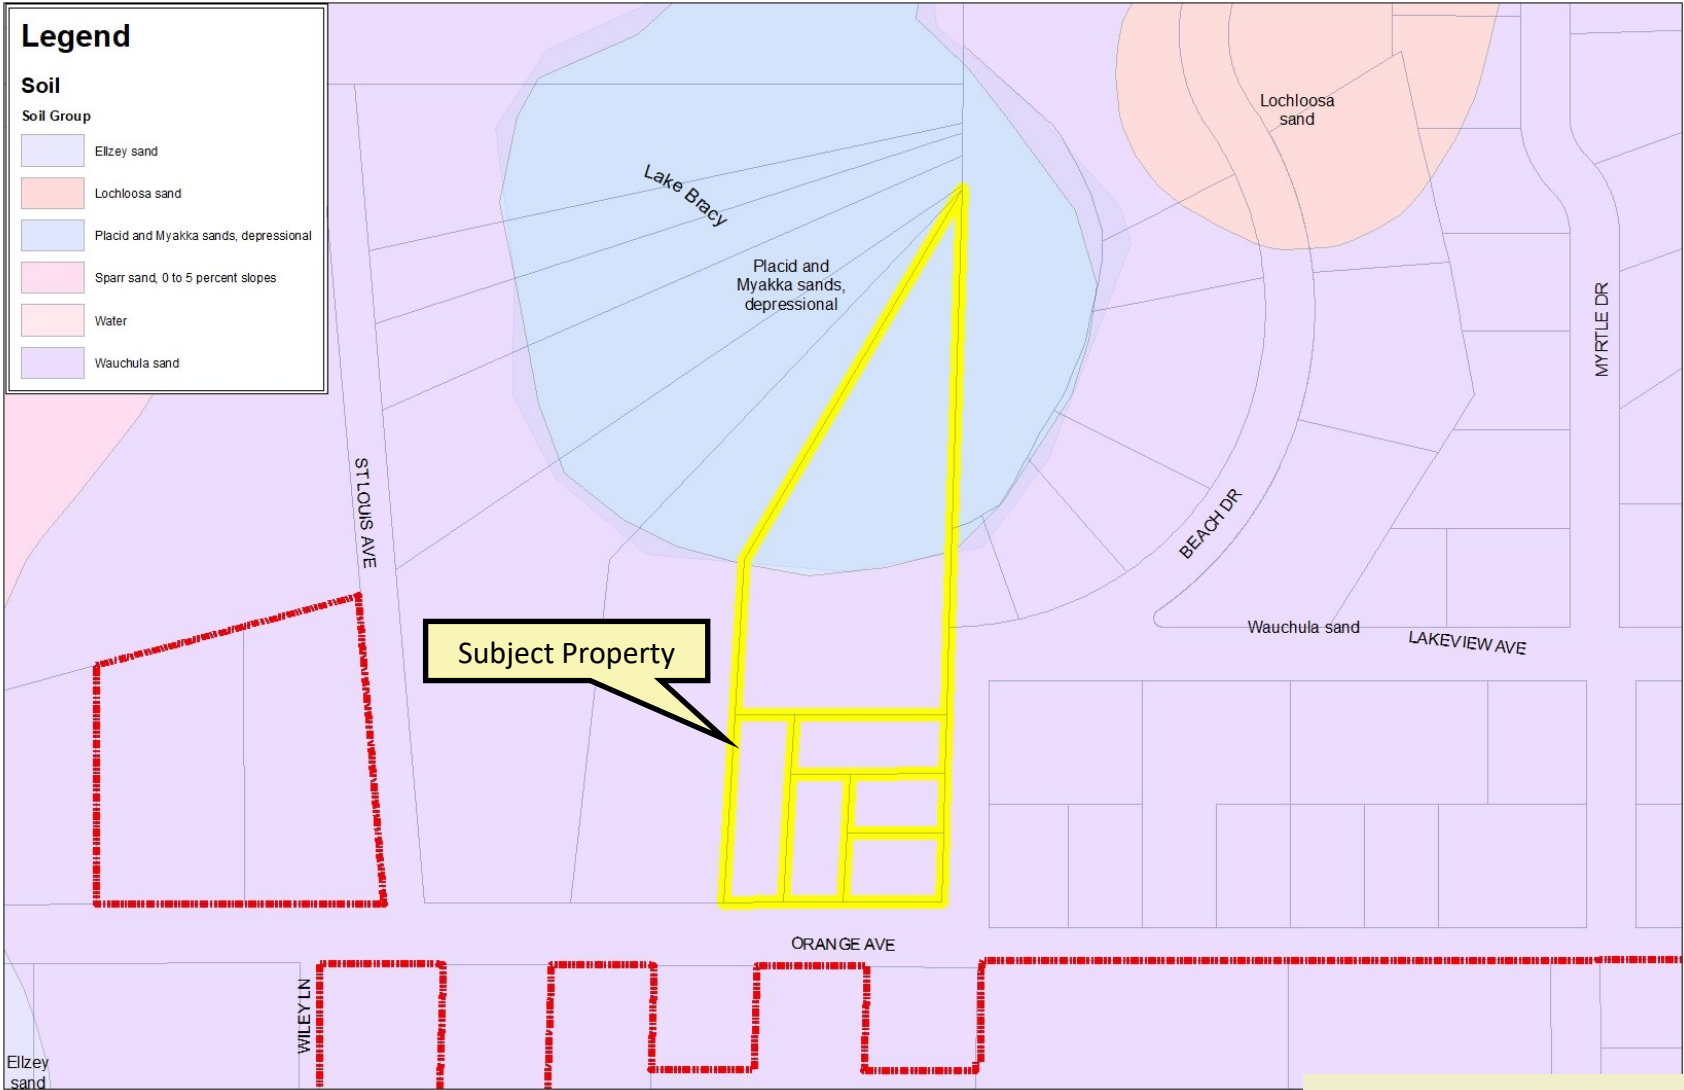 Legend
Soil
Soil Group
Ellzey sand
Lochloosa sand
Placid and Myakka sands, depressional
Sparr sand, 0 to 5 percent slopes
Water
Wauchula sand
Lochloosa
sand
Lake Bracy
Placid and
Myakka sands,
depressional
MYRTLE DR
ST LOUIS AVE
BEACH DR
Subject Property
Wauchula sand
LAKEVIEW AVE
ORANGE AVE
WILEY LN
Ellzey
sand